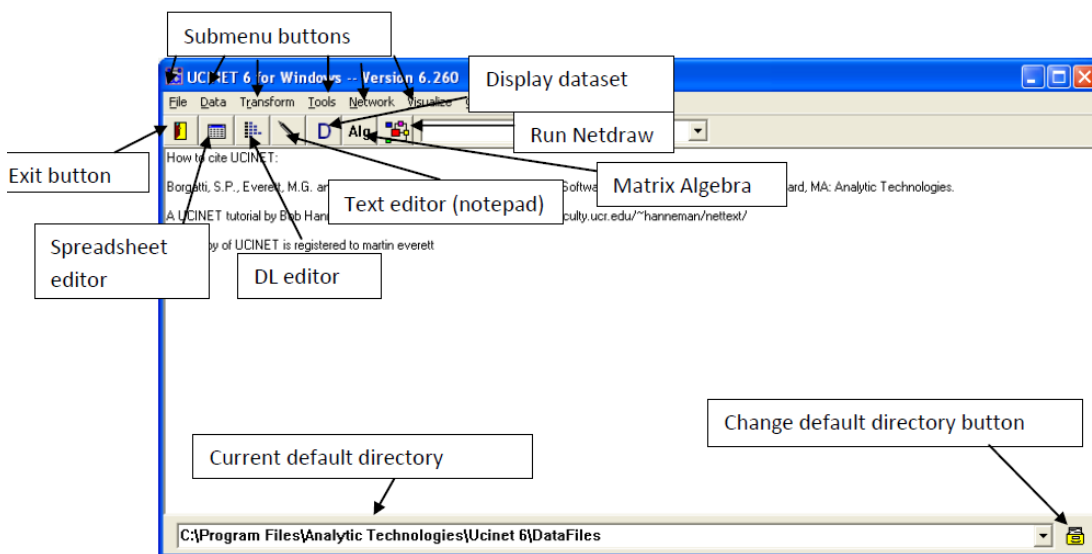 Submenu buttons
UCINET 6 for Windows -- Version 6.260
Display dataset
File Data Transform Tools Network Visualize
D Alg
Run Netdraw
How to cite UCINET:
Exit button
Matrix Algebra
Borgatti, S.P., Everett, M.G. Softwa ard, MA: Analytic Technologies.
Text editor (notepad)
A UCINET tutorial by Bob Han culty.ucr.edu/~hanneman/nettext/
Spreadsheet
editor
py of UCINET is registered to martin everett
DL editor
Change default directory button
Current default directory
C:\Program Files\Analytic Technologies\Ucinet 6\DataFiles